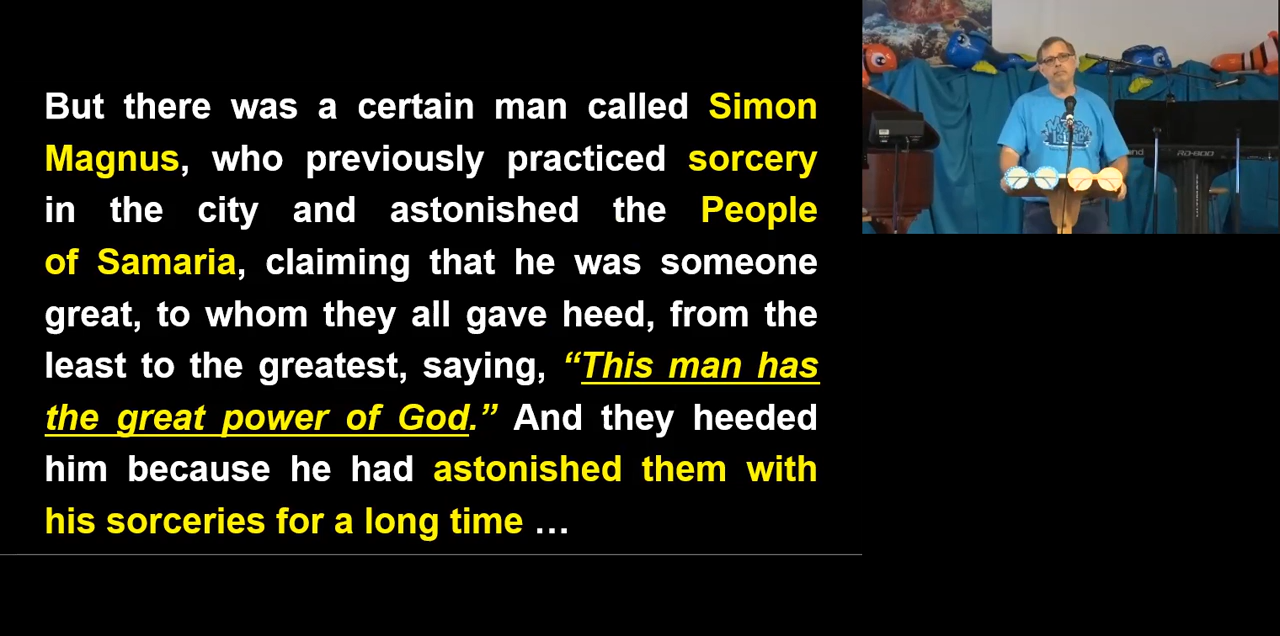 But there was a certain man called Simon
Magnus, who previously practiced sorcery
in the city and astonished the People
of Samaria, claiming that he was someone
great, to whom they all gave heed, from the
least to the greatest, saying, “This man has
the great power of God.” And they heeded
him because he had astonished them with
his sorceries for a long time …
RD-800